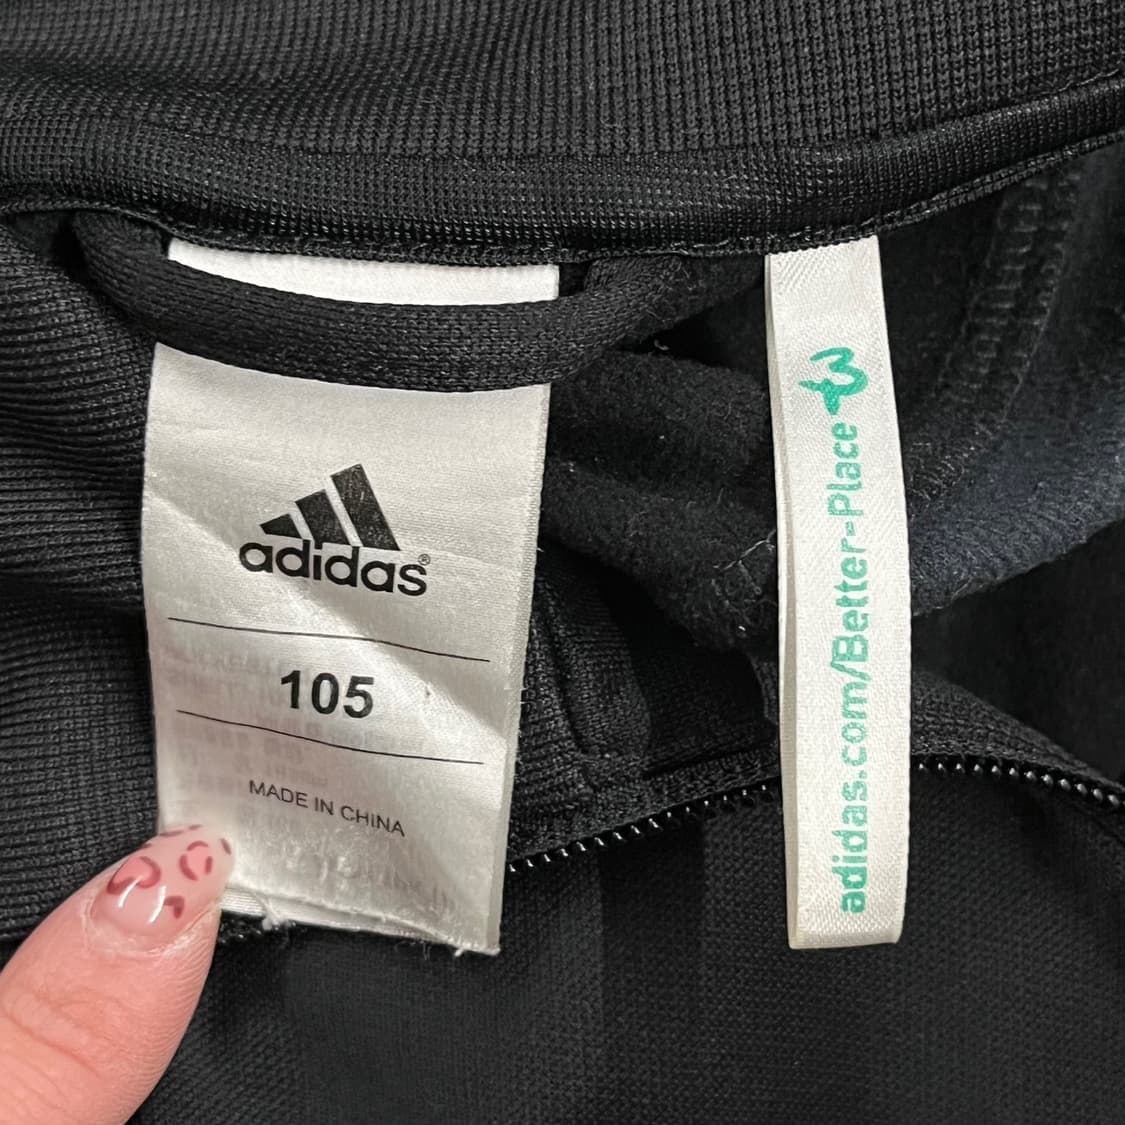 adidas®
105
MADE IN CHINA
adidas.com/Better-Place